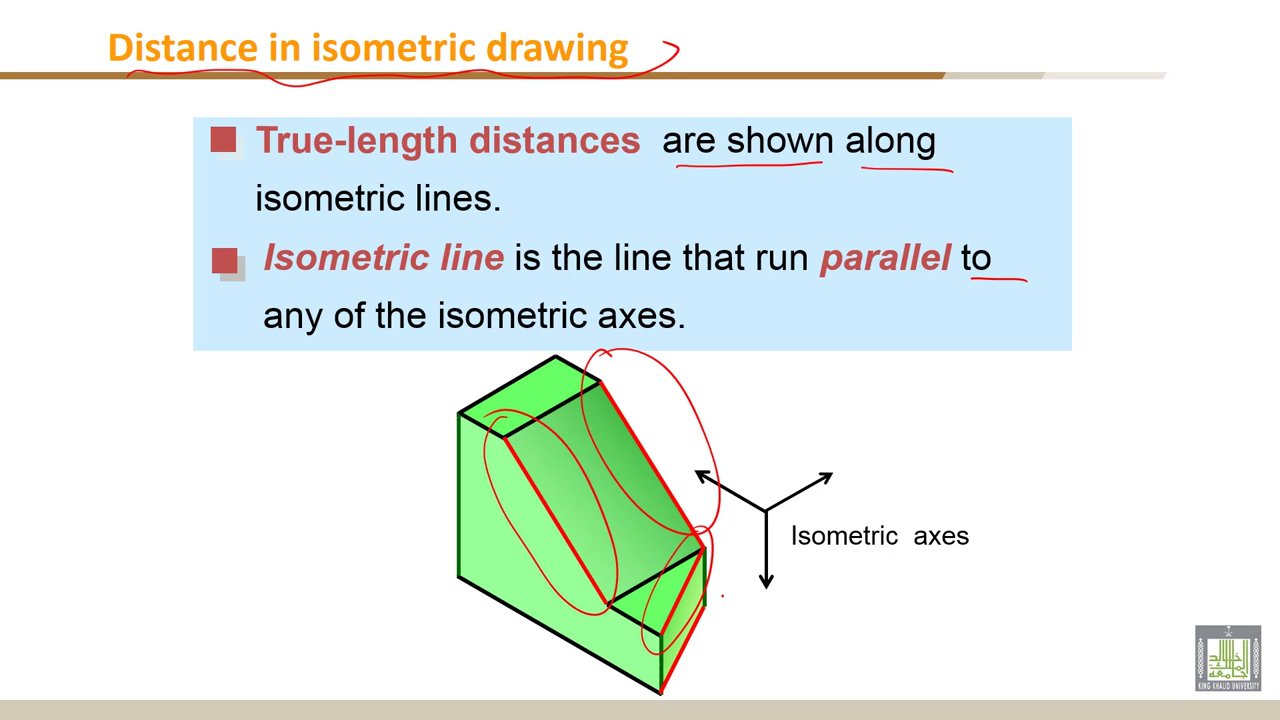 Distance in isometric drawing
True-length distances are shown along
isometric lines.
Isometric line is the line that run parallel to
any of the isometric axes.
Isometric axes
KING KHALID UNIVERSITY